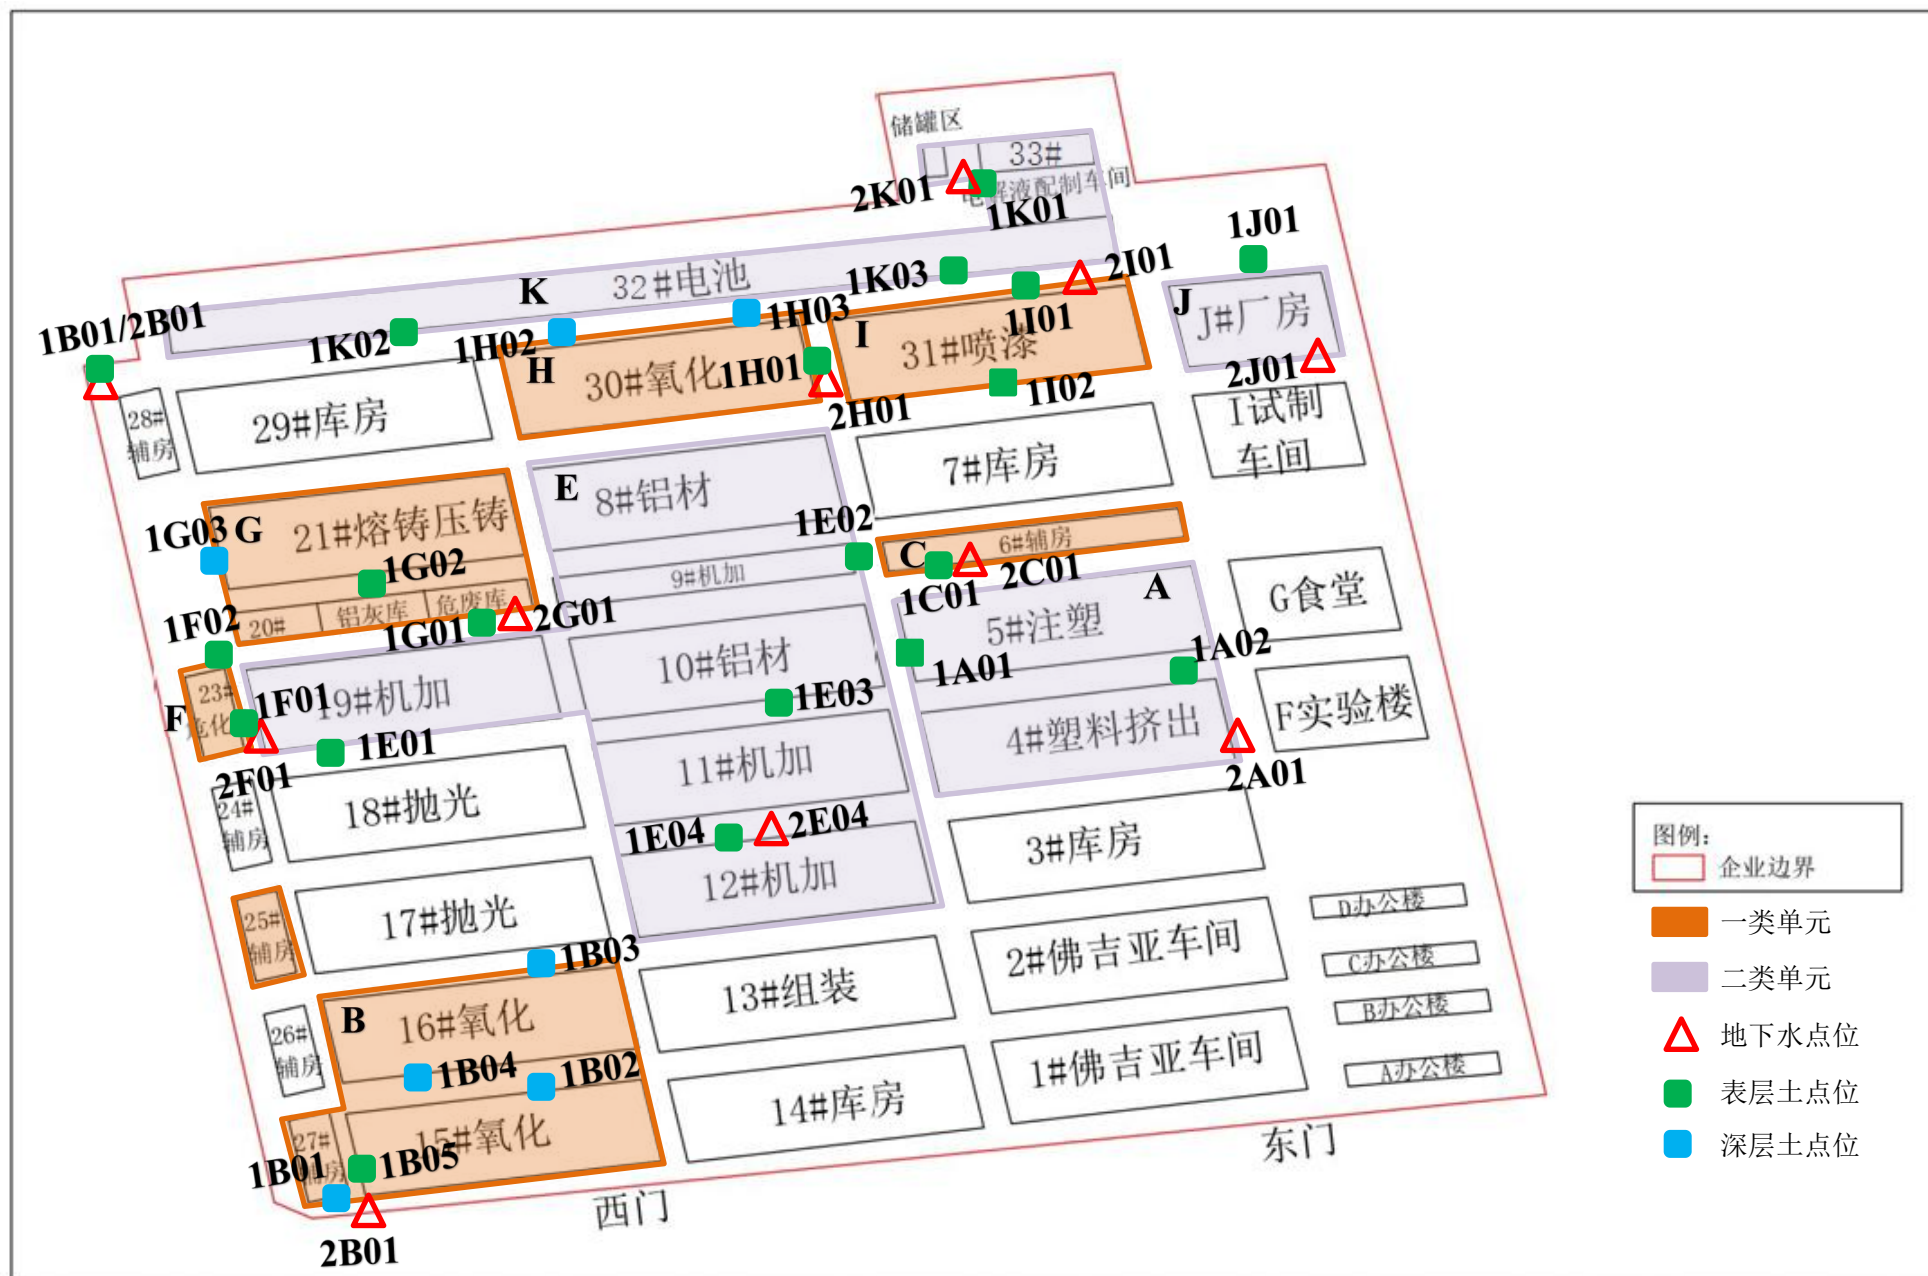 储罐区
33#
电解液配制车间
2K01
1K01
1J01
2I01
1K03
32#电池
K
1B01/2B01
1K02
1H02
1H03
J
J#厂房
I
1I01
31#喷漆
H
30#氧化
1H01
2H01
1I02
2J01
I试制
车间
28#
辅房
29#库房
7#库房
E
8#铝材
1G03
G
21#熔铸压铸
1E02
C
6#辅房
9#机加
1G02
2C01
1C01
A
G食堂
20#
铝灰库
危废库
1F02
1G01
2G01
5#注塑
10#铝材
1A02
1A01
23#
危化
F
1F01
19#机加
1E03
F实验楼
1E01
4#塑料挤出
2F01
11#机加
2A01
24#
辅房
18#抛光
1E04
2E04
3#库房
12#机加
图例：
企业边界
25#
辅房
17#抛光
D办公楼
一类单元
1B03
2#佛吉亚车间
C办公楼
二类单元
13#组装
B
16#氧化
B办公楼
26#
辅房
地下水点位
1B04
1B02
1#佛吉亚车间
A办公楼
14#库房
表层土点位
27#
辅房
15#氧化
1B01
1B05
东门
深层土点位
西门
2B01